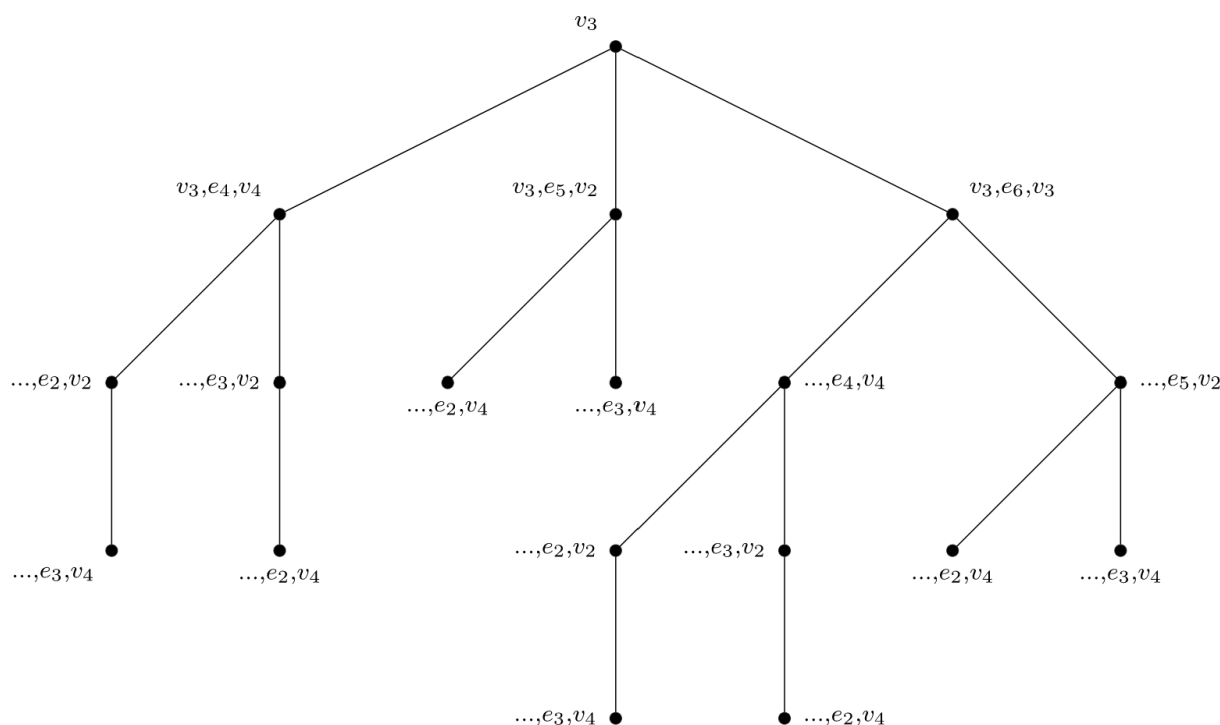 v₃
v₃,e₄,v₄
v₃,e₅,v₂
v₃,e₆,v₃
...,e₂,v₂
...,e₃,v₂
...,e₂,v₄
...,e₃,v₄
...,e₄,v₄
...,e₅,v₂
...,e₃,v₄
...,e₂,v₄
...,e₂,v₂
...,e₃,v₂
...,e₂,v₄
...,e₃,v₄
...,e₃,v₄
...,e₂,v₄